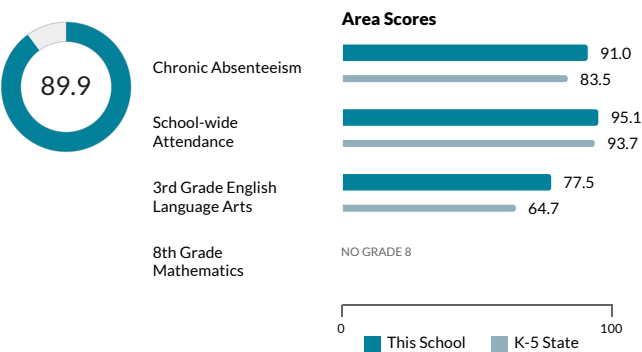 Area Scores
89.9
Chronic Absenteeism
91.0
83.5
School-wide
Attendance
95.1
93.7
3rd Grade English
Language Arts
77.5
64.7
8th Grade
Mathematics
NO GRADE 8
0
100
This School
K-5 State